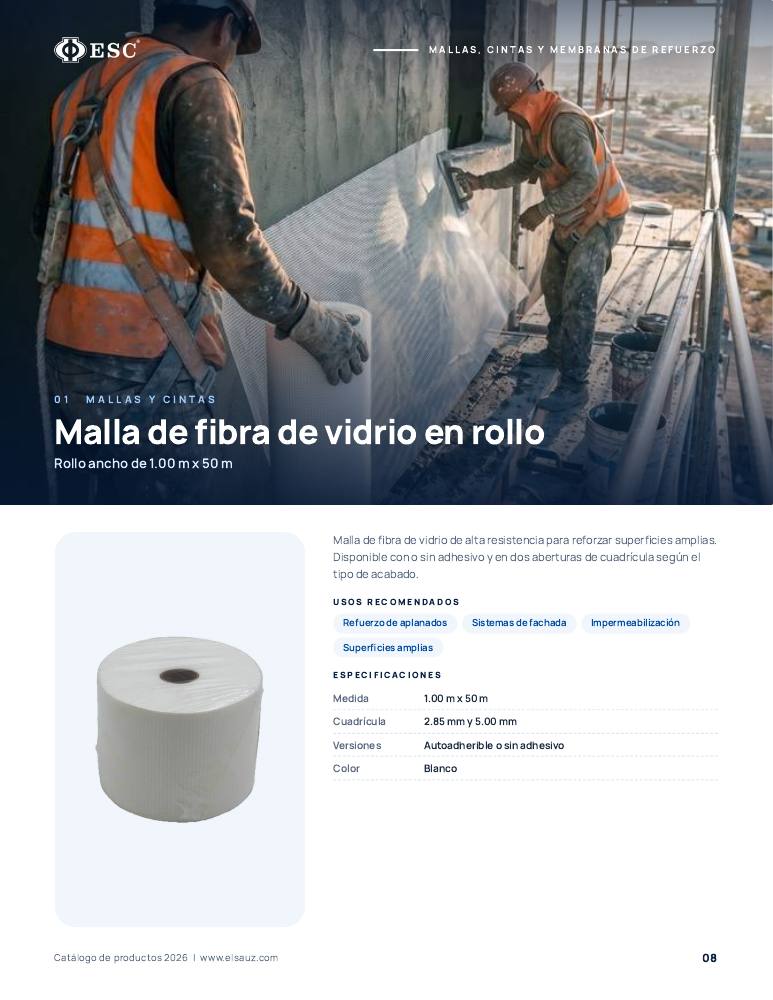 ESC
MALLAS, CINTAS Y MEMBRANAS DE REFUERZO
01 MALLAS Y CINTAS
Malla de fibra de vidrio en rollo
Rollo ancho de 1.00 m x 50 m
Malla de fibra de vidrio de alta resistencia para reforzar superficies amplias.
Disponible con o sin adhesivo y en dos aberturas de cuadrícula según el
tipo de acabado.
USOS RECOMENDADOS
Refuerzo de aplanados Sistemas de fachada Impermeabilización
Superficies amplias
ESPECIFICACIONES
Medida 1.00 m x 50 m
Cuadrícula 2.85 mm y 5.00 mm
Versiones Autoadherible o sin adhesivo
Color Blanco
Catálogo de productos 2026 | www.elsauz.com 08